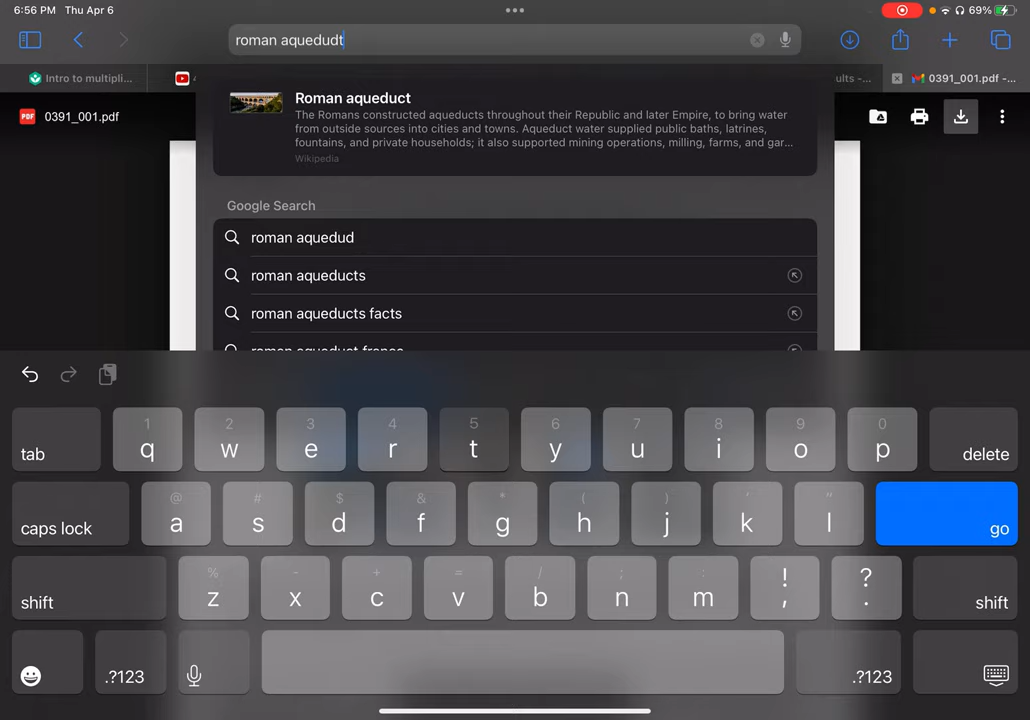 6:56 PM Thu Apr 6
69%
roman aquedudt
Intro to multipli...
ults -...
0391_001.pdf -...
PDF
0391_001.pdf
Roman aqueduct
The Romans constructed aqueducts throughout their Republic and later Empire, to bring water
from outside sources into cities and towns. Aqueduct water supplied public baths, latrines,
fountains, and private households; it also supported mining operations, milling, farms, and gar...
Wikipedia
Google Search
roman aquedud
roman aqueducts
roman aqueducts facts
roman aqueduct france
1 2 3 4 5 6 7 8 9 0
tab q w e r t y u i o p delete
@ # $ & * ( ) ' "
caps lock a s d f g h j k l go
% - + = / ; : ! ?
shift z x c v b n m , . shift
.?123 .?123